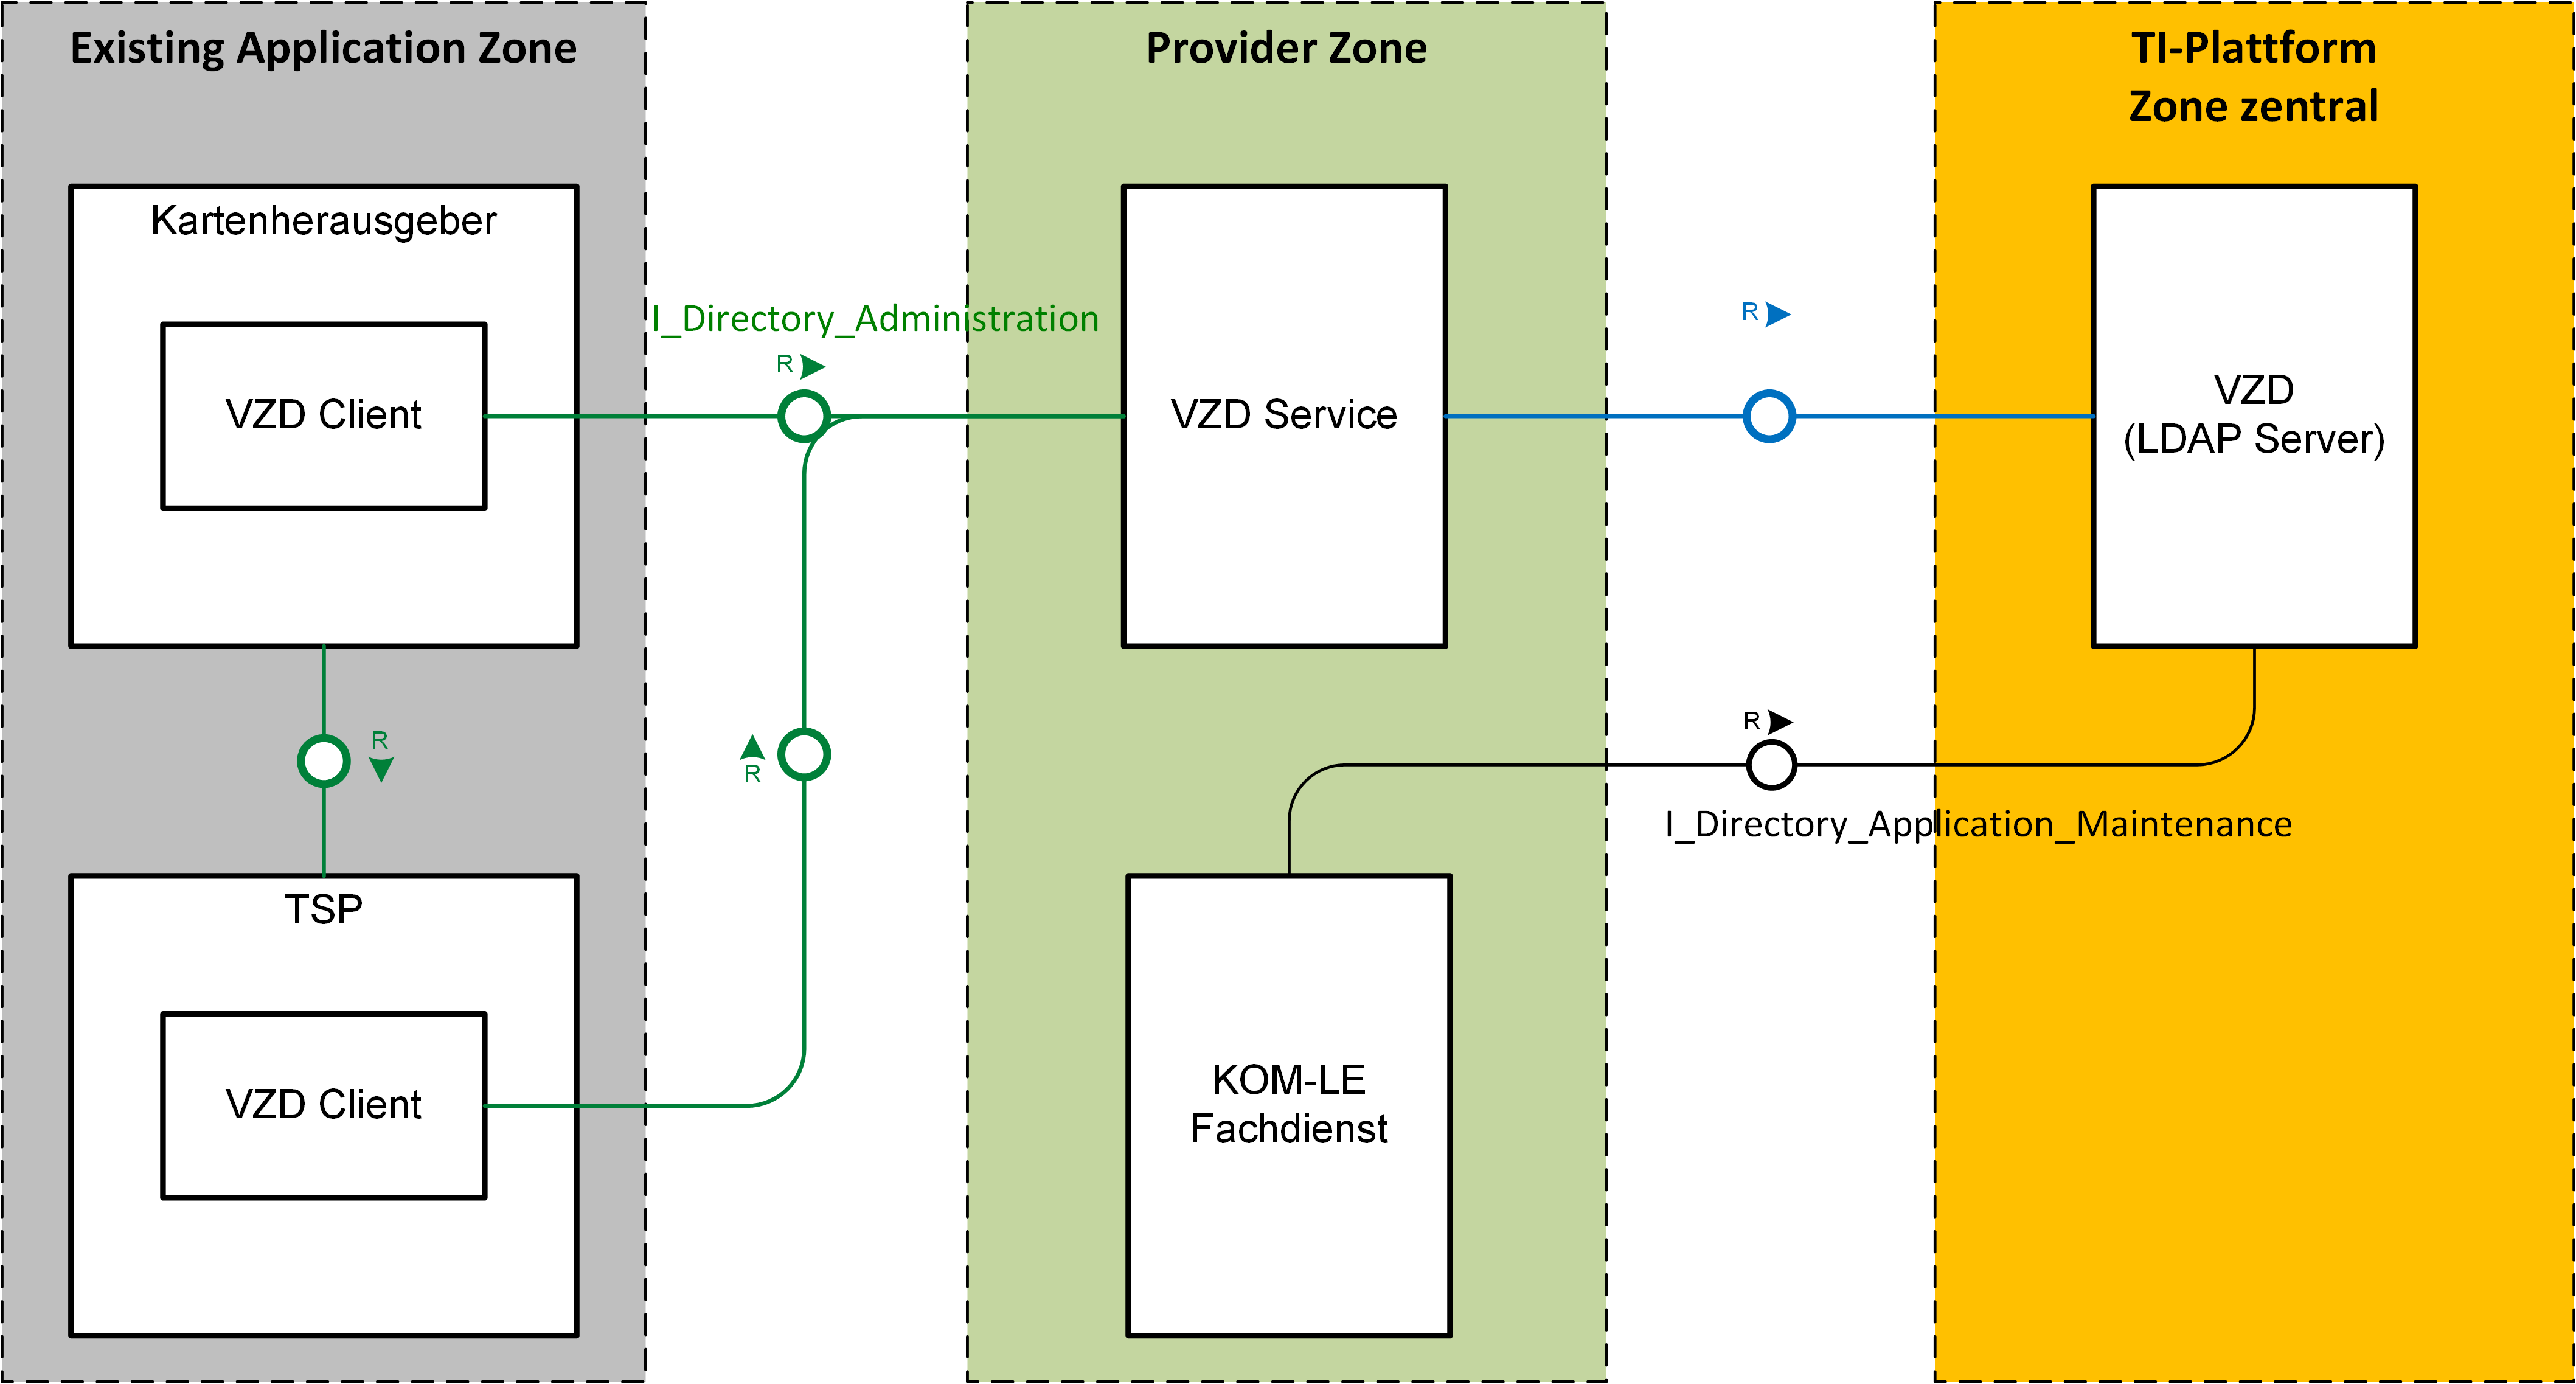 Existing Application Zone
Provider Zone
TI-Plattform
Zone zentral
Kartenherausgeber
VZD Client
I_Directory_Administration
R
VZD Service
R
VZD
(LDAP Server)
R
R
R
I_Directory_Application_Maintenance
TSP
VZD Client
KOM-LE
Fachdienst